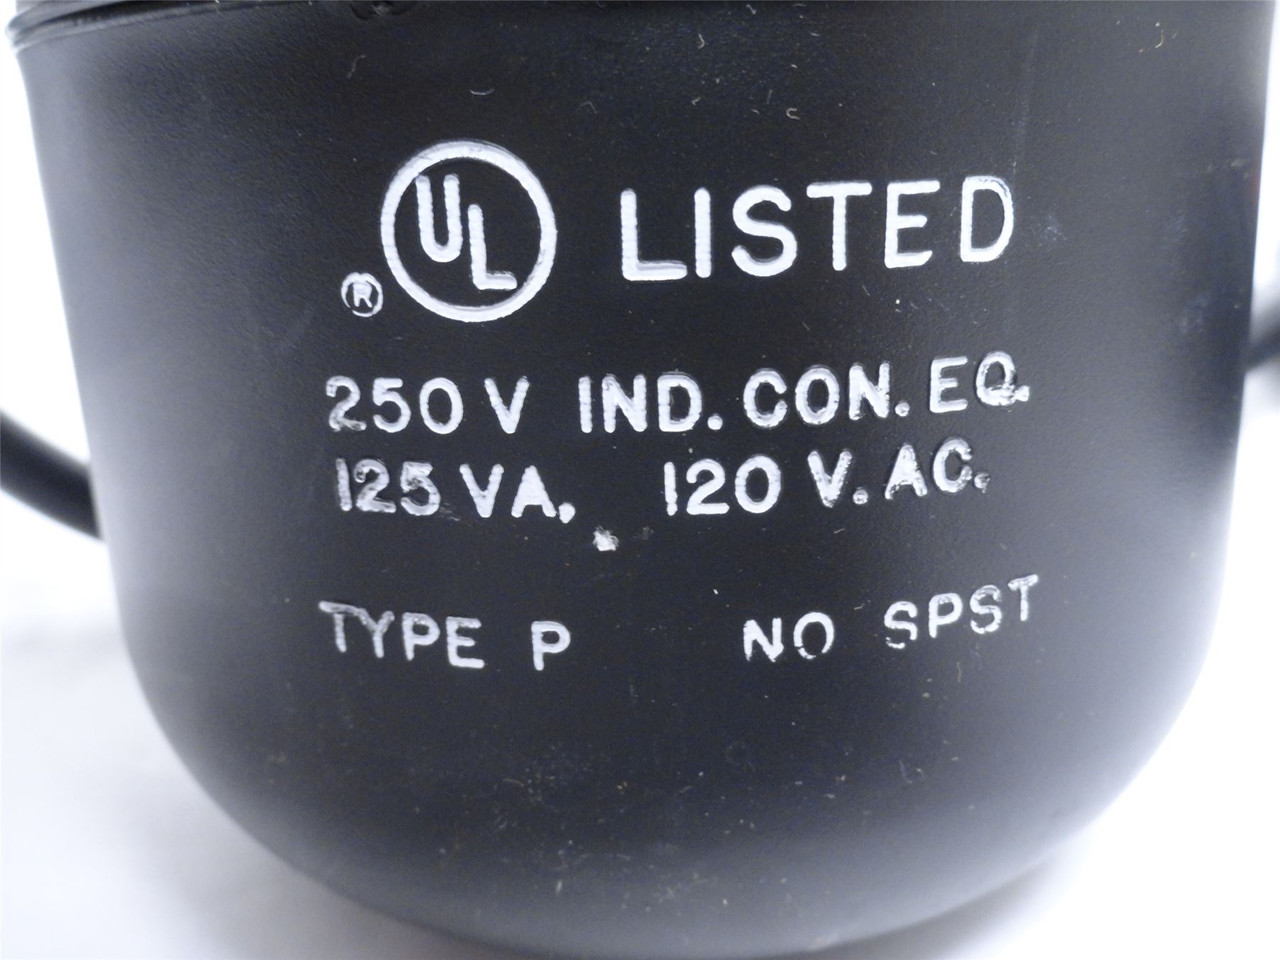 ® UL LISTED
250 V IND. CON. EQ.
125 VA, 120 V. AC.
TYPE P NO SPST